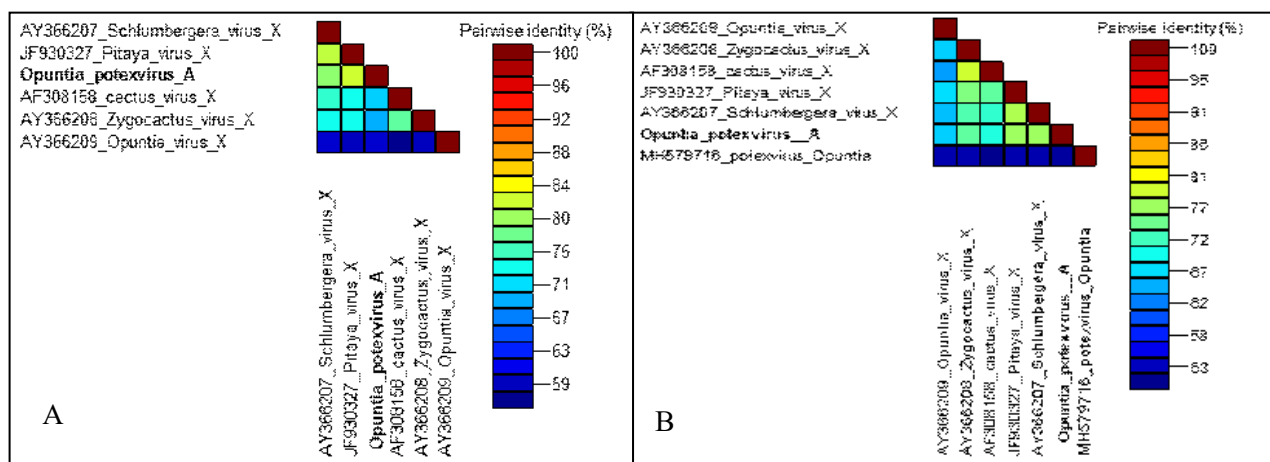 AY366207_Schlumbergera_virus_X
JF930327_Pitaya_virus_X
Opuntia_potexvirus_A
AF308158_cactus_virus_X
AY366208_Zygocactus_virus_X
AY366209_Opuntia_virus_X
Pairwise identity (%)
100
96
92
88
84
80
76
71
67
63
59
AY366207_Schlumbergera_virus_X
JF930327_Pitaya_virus_X
Opuntia_potexvirus_A
AF308158_cactus_virus_X
AY366208_Zygocactus_virus_X
AY366209_Opuntia_virus_X
A
AY366209_Opuntia_virus_X
AY366208_Zygocactus_virus_X
AF308158_cactus_virus_X
JF930327_Pitaya_virus_X
AY366207_Schlumbergera_virus_X
Opuntia_potexvirus__A
MH579716_potexvirus_Opuntia
Pairwise identity (%)
100
95
91
86
81
77
72
67
62
58
53
AY366209_Opuntia_virus_X
AY366208_Zygocactus_virus_X
AF308158_cactus_virus_X
JF930327_Pitaya_virus_X
AY366207_Schlumbergera_virus_X
Opuntia_potexvirus__A
MH579716_potexvirus_Opuntia
B